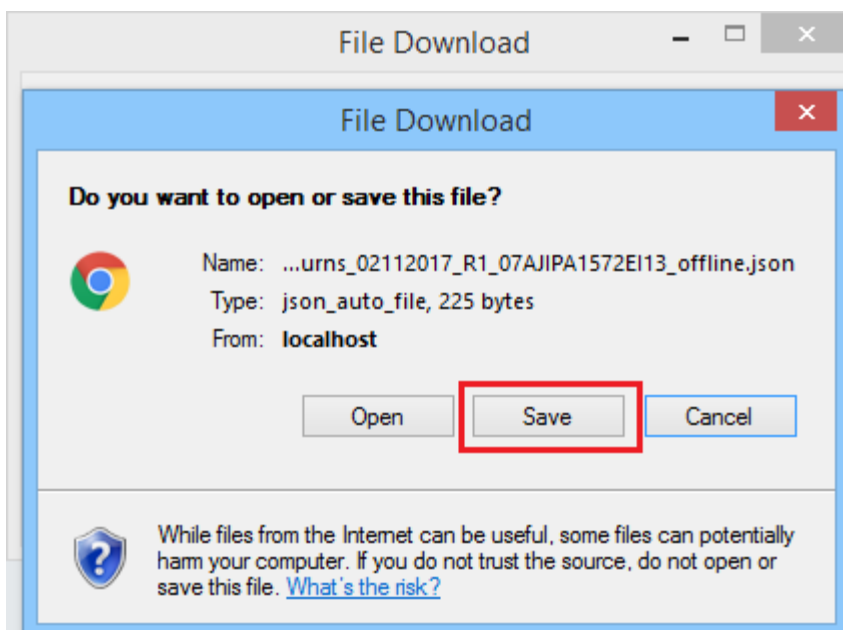 File Download
File Download
Do you want to open or save this file?
Name: ...urns_02112017_R1_07AJIPA1572EI13_offline.json
Type: json_auto_file, 225 bytes
From: localhost
Open Save Cancel
While files from the Internet can be useful, some files can potentially
harm your computer. If you do not trust the source, do not open or
save this file. What's the risk?